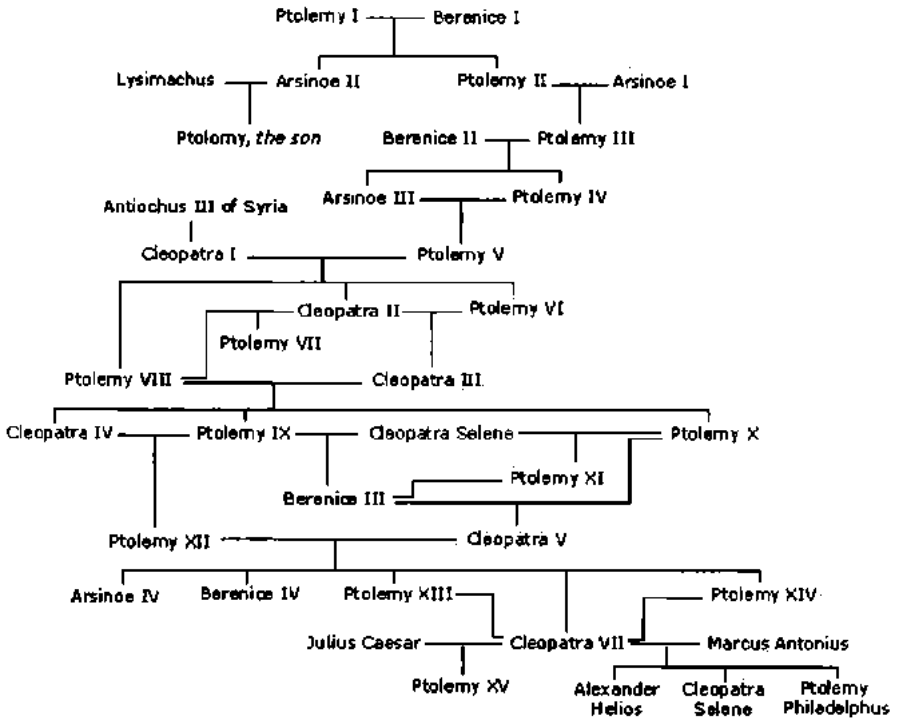 Ptolemy I Berenice I
Lysimachus Arsinoe II Ptolemy II Arsinoe I
Ptolomy, the son Berenice II Ptolemy III
Arsinoe III Ptolemy IV
Antiochus III of Syria
Cleopatra I Ptolemy V
Cleopatra II Ptolemy VI
Ptolemy VII
Ptolemy VIII Cleopatra III
Cleopatra IV Ptolemy IX Cleopatra Selene Ptolemy X
Ptolemy XI
Berenice III
Ptolemy XII Cleopatra V
Arsinoe IV Berenice IV Ptolemy XIII Ptolemy XIV
Julius Caesar Cleopatra VII Marcus Antonius
Ptolemy XV
Alexander Cleopatra Ptolemy
Helios Selene Philadelphus